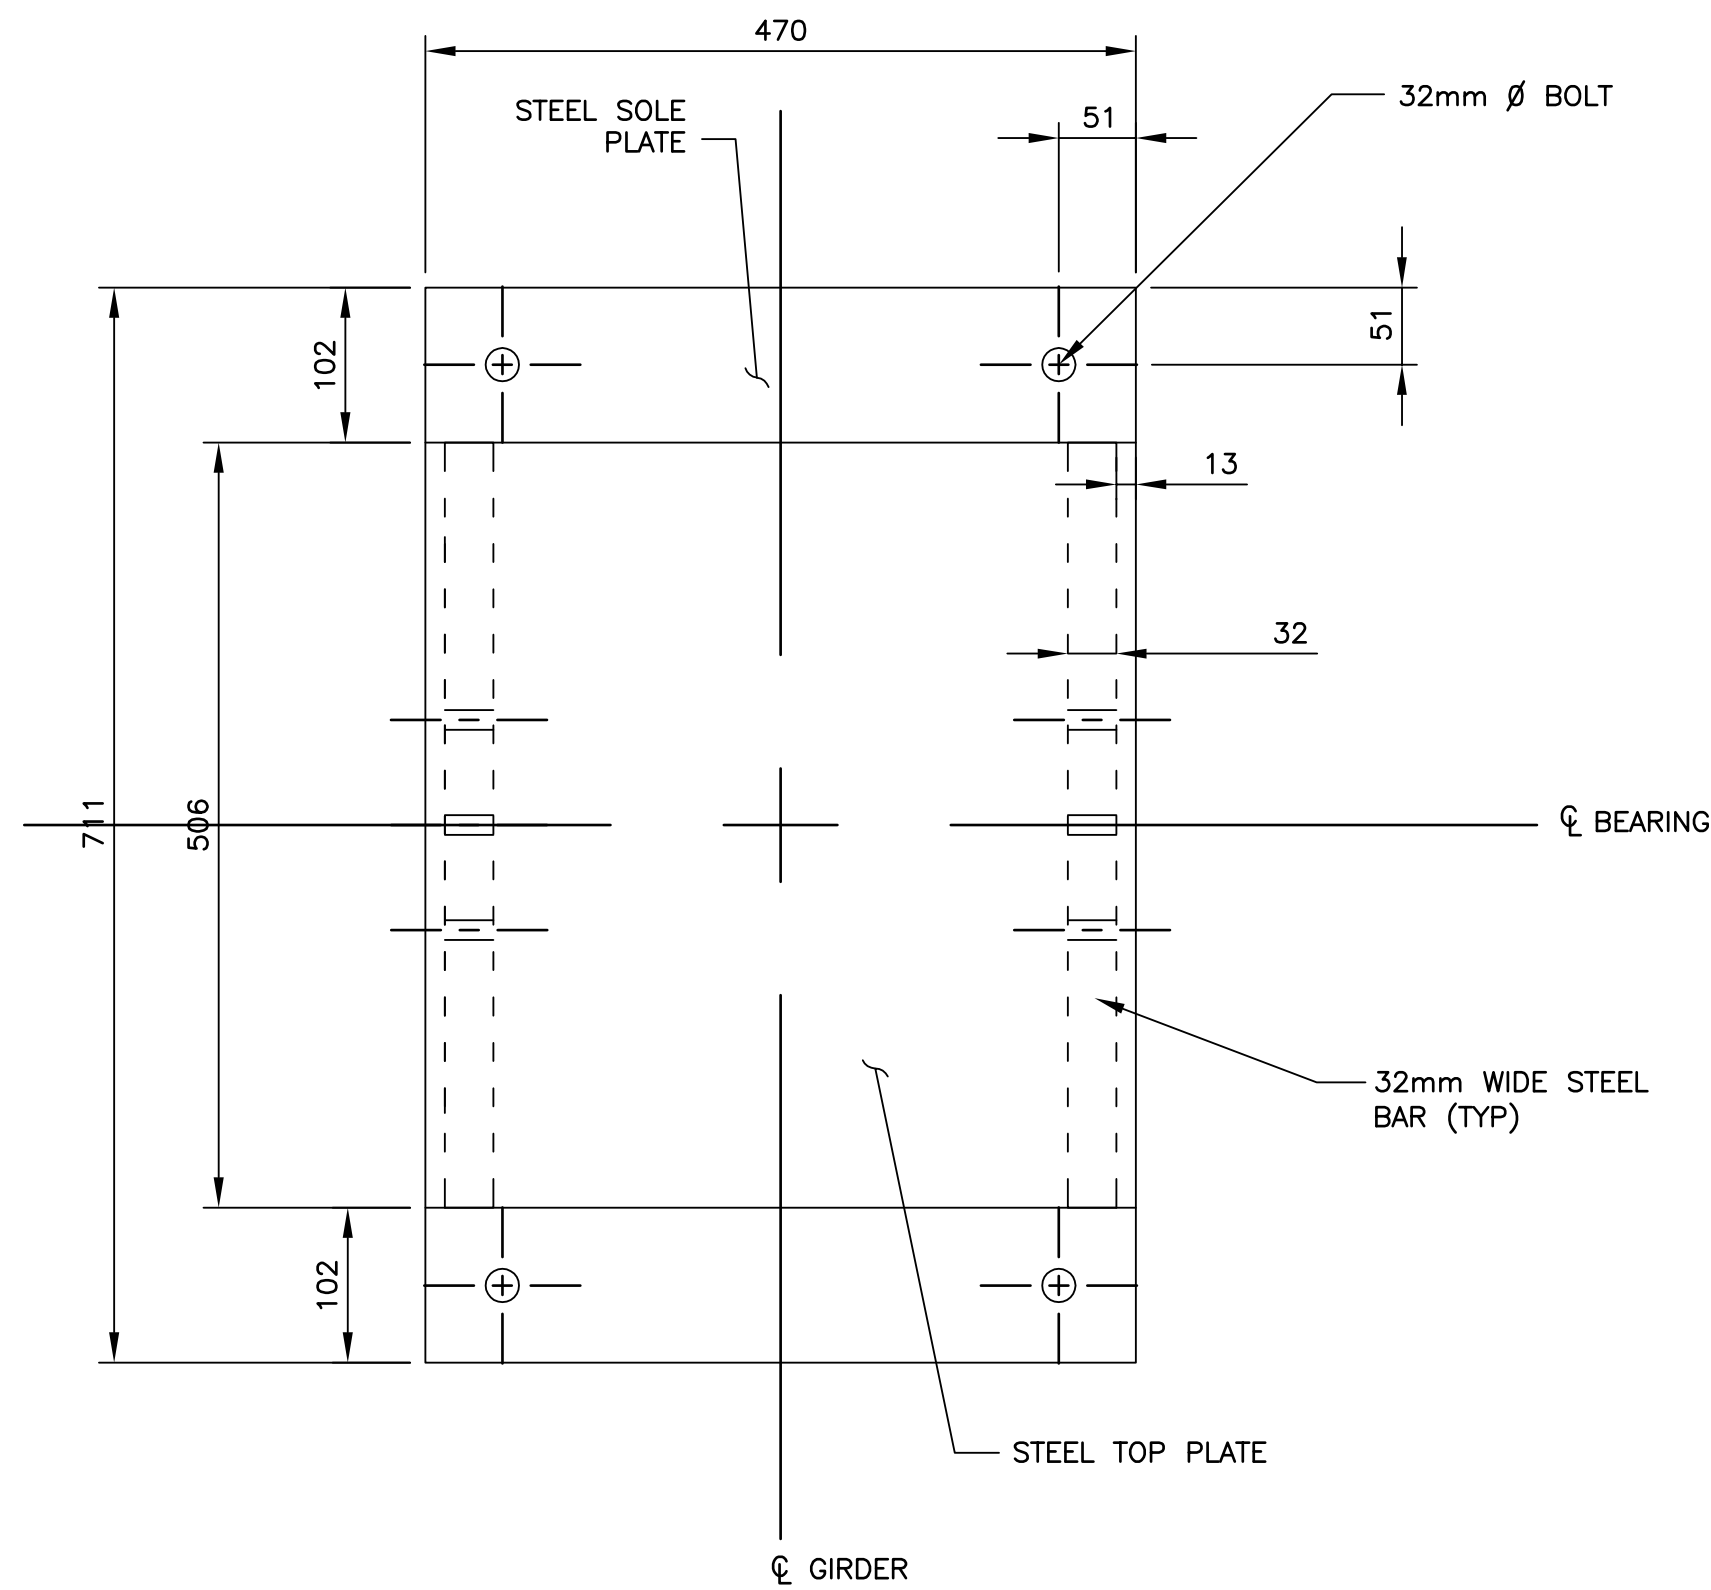 470
STEEL SOLE
PLATE
51
32mm Ø BOLT
102
51
13
32
711
506
℄ BEARING
32mm WIDE STEEL
BAR (TYP)
102
STEEL TOP PLATE
℄ GIRDER